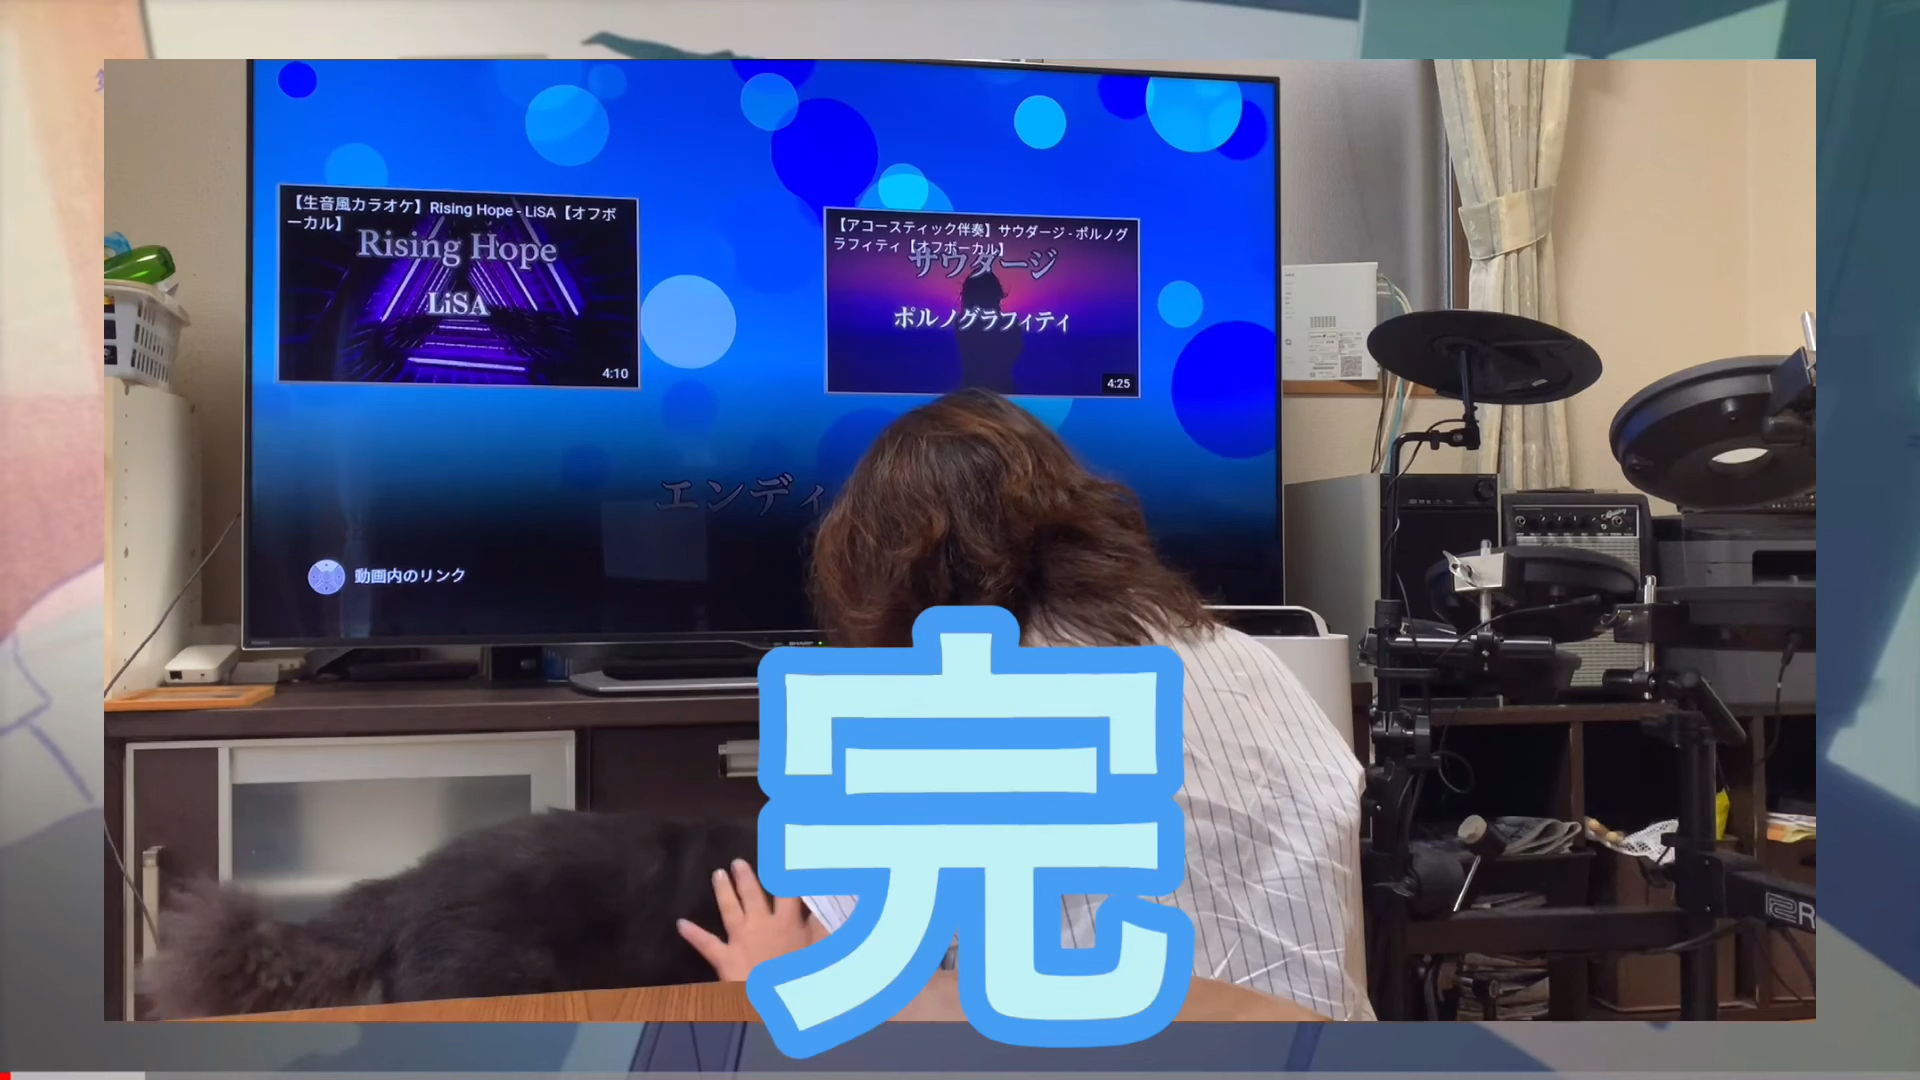 【生音風カラオケ】Rising Hope - LiSA【オフボ
ーカル】
Rising Hope
LiSA
4:10
【アコースティック伴奏】サウダージ - ポルノグ
ラフィティ【オフボーカル】
サウダージ
ポルノグラフィティ
4:25
エンディ
動画内のリンク
完